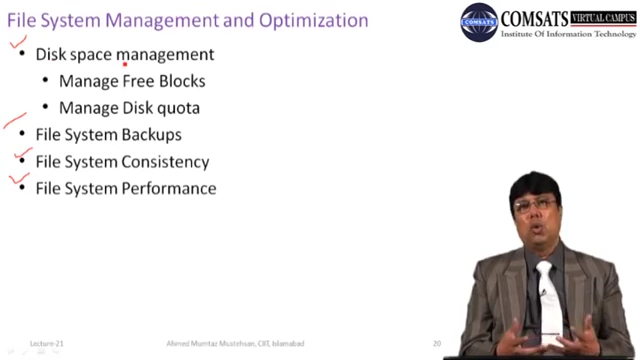 File System Management and Optimization
COMSATS VIRTUAL CAMPUS
Institute Of Information Technology
• Disk space management
• Manage Free Blocks
• Manage Disk quota
• File System Backups
• File System Consistency
• File System Performance
Lecture-21
Ahmed Mumtaz Mustehsan, CIIT, Islamabad
20